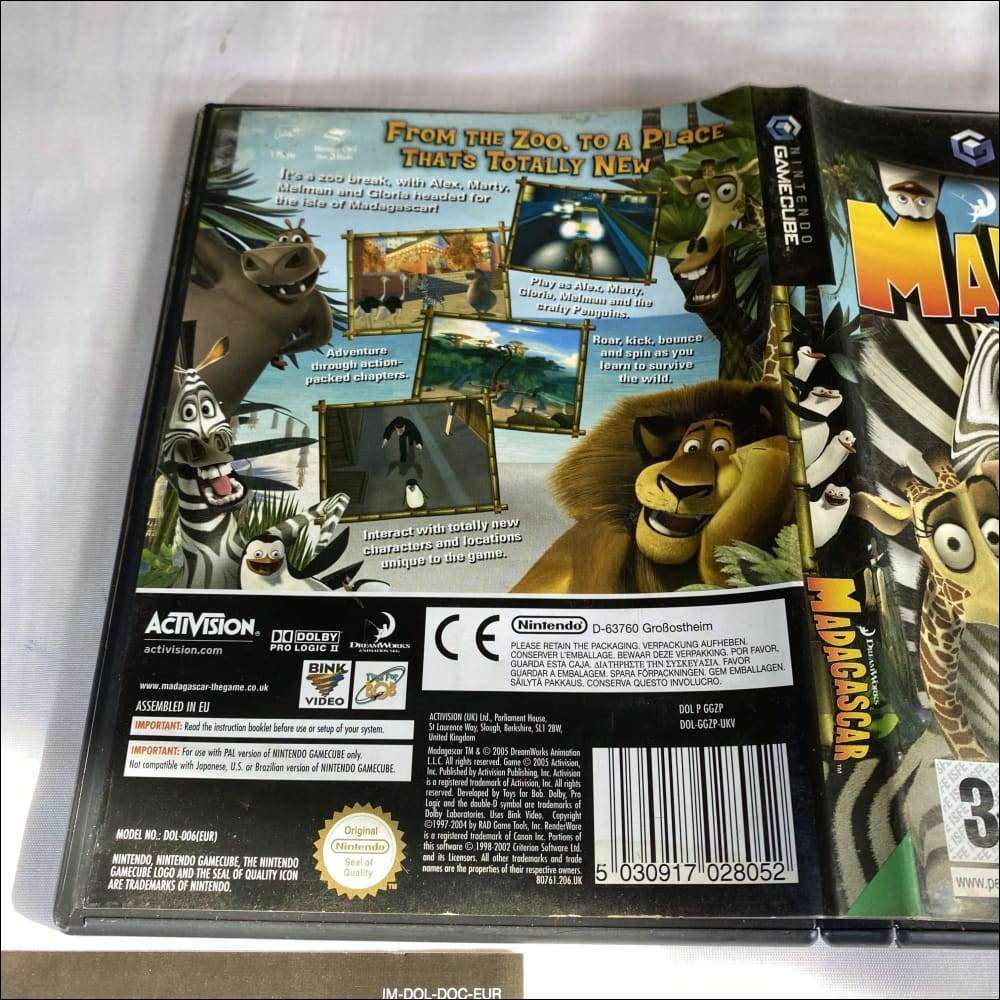 FROM THE ZOO, TO A PLACE
THAT'S TOTALLY NEW
It's a zoo break, with Alex, Marty,
Melman and Gloria headed for
the isle of Madagascar!
Play as Alex, Marty,
Gloria, Melman and the
crafty Penguins.
Adventure
through action-
packed chapters.
Roar, kick, bounce
and spin as you
learn to survive
the wild.
Interact with totally new
characters and locations
unique to the game.
ACTIVISION®
activision.com
DOLBY
PRO LOGIC II
DREAMWORKS
ANIMATION SKG
BINK
VIDEO
www.madagascar-thegame.co.uk
ASSEMBLED IN EU
IMPORTANT: Read the instruction booklet before use or setup of your system.
IMPORTANT: For use with PAL version of NINTENDO GAMECUBE only.
Not compatible with Japanese, U.S. or Brazilian version of NINTENDO GAMECUBE.
MODEL NO.: DOL-006(EUR)
NINTENDO, NINTENDO GAMECUBE, THE NINTENDO
GAMECUBE LOGO AND THE SEAL OF QUALITY ICON
ARE TRADEMARKS OF NINTENDO.
Original
Nintendo
Seal of
Quality
CE
Nintendo® D-63760 Großostheim
PLEASE RETAIN THE PACKAGING. VERPACKUNG AUFHEBEN.
CONSERVER L'EMBALLAGE. BEWAAR DEZE VERPAKKING. POR FAVOR,
GUARDA ESTA CAJA. ΔΙΑΤΗΡΗΣΤΕ ΤΗΝ ΣΥΣΚΕΥΑΣΙΑ. FAVOR
GUARDAR A EMBALAGEM. SPARA FÖRPACKNINGEN. GEM EMBALLAGEN.
SÄILYTÄ PAKKAUS. CONSERVA QUESTO INVOLUCRO.
DOL P GGZP
DOL-GGZP-UKV
ACTIVISION (UK) Ltd., Parliament House,
St Laurence Way, Slough, Berkshire, SL1 2BW,
United Kingdom
Madagascar TM & © 2005 DreamWorks Animation
L.L.C. All rights reserved. Game © 2005 Activision,
Inc. Published by Activision Publishing, Inc. Activision
is a registered trademark of Activision, Inc. All rights
reserved. Developed by Toys for Bob. Dolby, Pro
Logic and the double-D symbol are trademarks of
Dolby Laboratories. Uses Bink Video. Copyright
©1997-2004 by RAD Game Tools, Inc. RenderWare
is a registered trademark of Canon Inc. Portions of
this software © 1998-2002 Criterion Software Ltd.
and its Licensors. All other trademarks and trade
names are the properties of their respective owners.
80761.206.UK
5 030917 028052
NINTENDO
GAMECUBE™
DREAMWORKS
MADAGASCAR™
MA
3
www.pe
IM-DOL-DOC-EUR